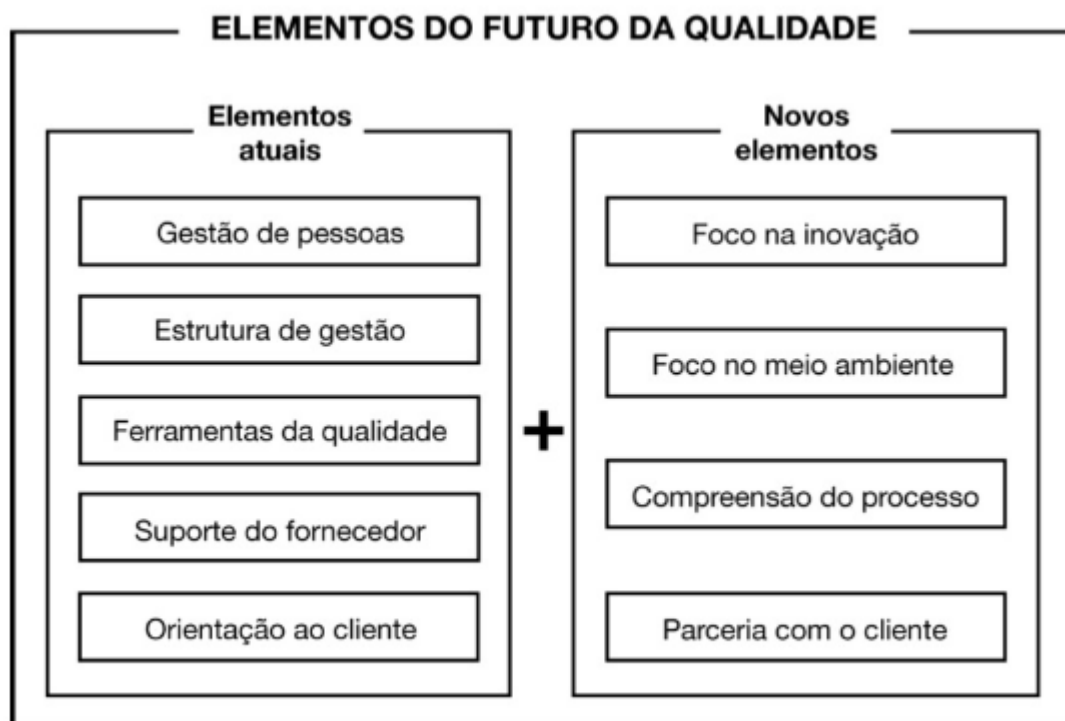 ELEMENTOS DO FUTURO DA QUALIDADE
Elementos
atuais
Gestão de pessoas
Estrutura de gestão
Ferramentas da qualidade
Suporte do fornecedor
Orientação ao cliente
+
Novos
elementos
Foco na inovação
Foco no meio ambiente
Compreensão do processo
Parceria com o cliente